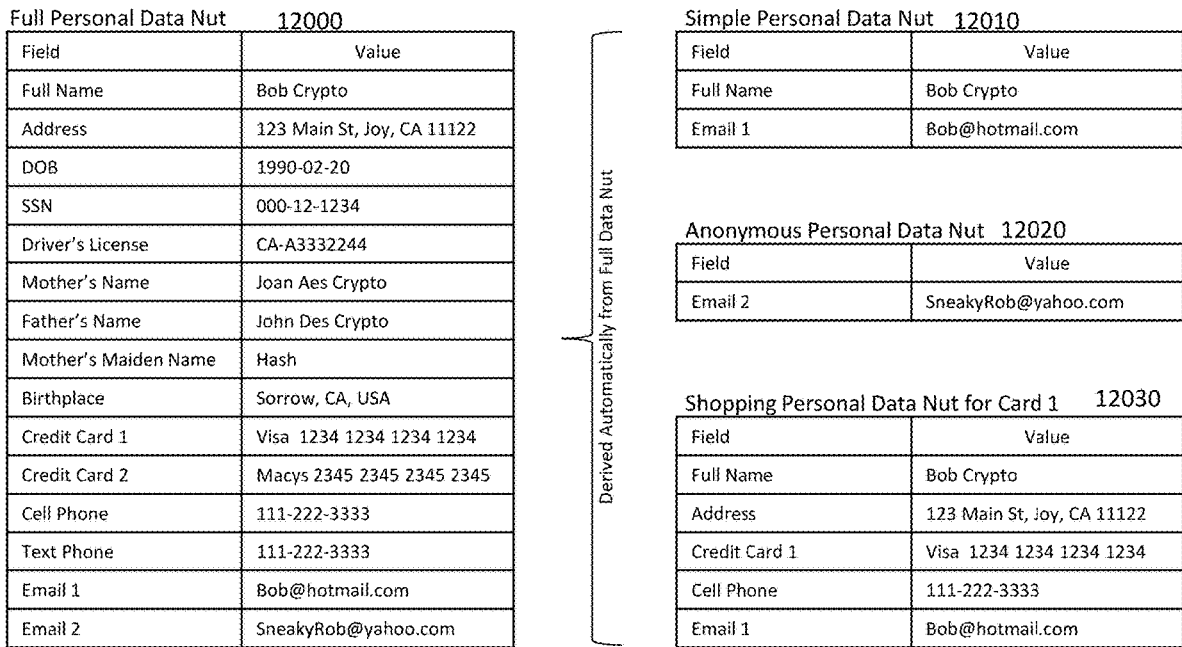 Full Personal Data Nut 12000
Field Value
Full Name Bob Crypto
Address 123 Main St, Joy, CA 11122
DOB 1990-02-20
SSN 000-12-1234
Driver's License CA-A3332244
Mother's Name Joan Aes Crypto
Father's Name John Des Crypto
Mother's Maiden Name Hash
Birthplace Sorrow, CA, USA
Credit Card 1 Visa 1234 1234 1234 1234
Credit Card 2 Macys 2345 2345 2345 2345
Cell Phone 111-222-3333
Text Phone 111-222-3333
Email 1 Bob@hotmail.com
Email 2 SneakyRob@yahoo.com
Derived Automatically from Full Data Nut
Simple Personal Data Nut 12010
Field Value
Full Name Bob Crypto
Email 1 Bob@hotmail.com
Anonymous Personal Data Nut 12020
Field Value
Email 2 SneakyRob@yahoo.com
Shopping Personal Data Nut for Card 1 12030
Field Value
Full Name Bob Crypto
Address 123 Main St, Joy, CA 11122
Credit Card 1 Visa 1234 1234 1234 1234
Cell Phone 111-222-3333
Email 1 Bob@hotmail.com